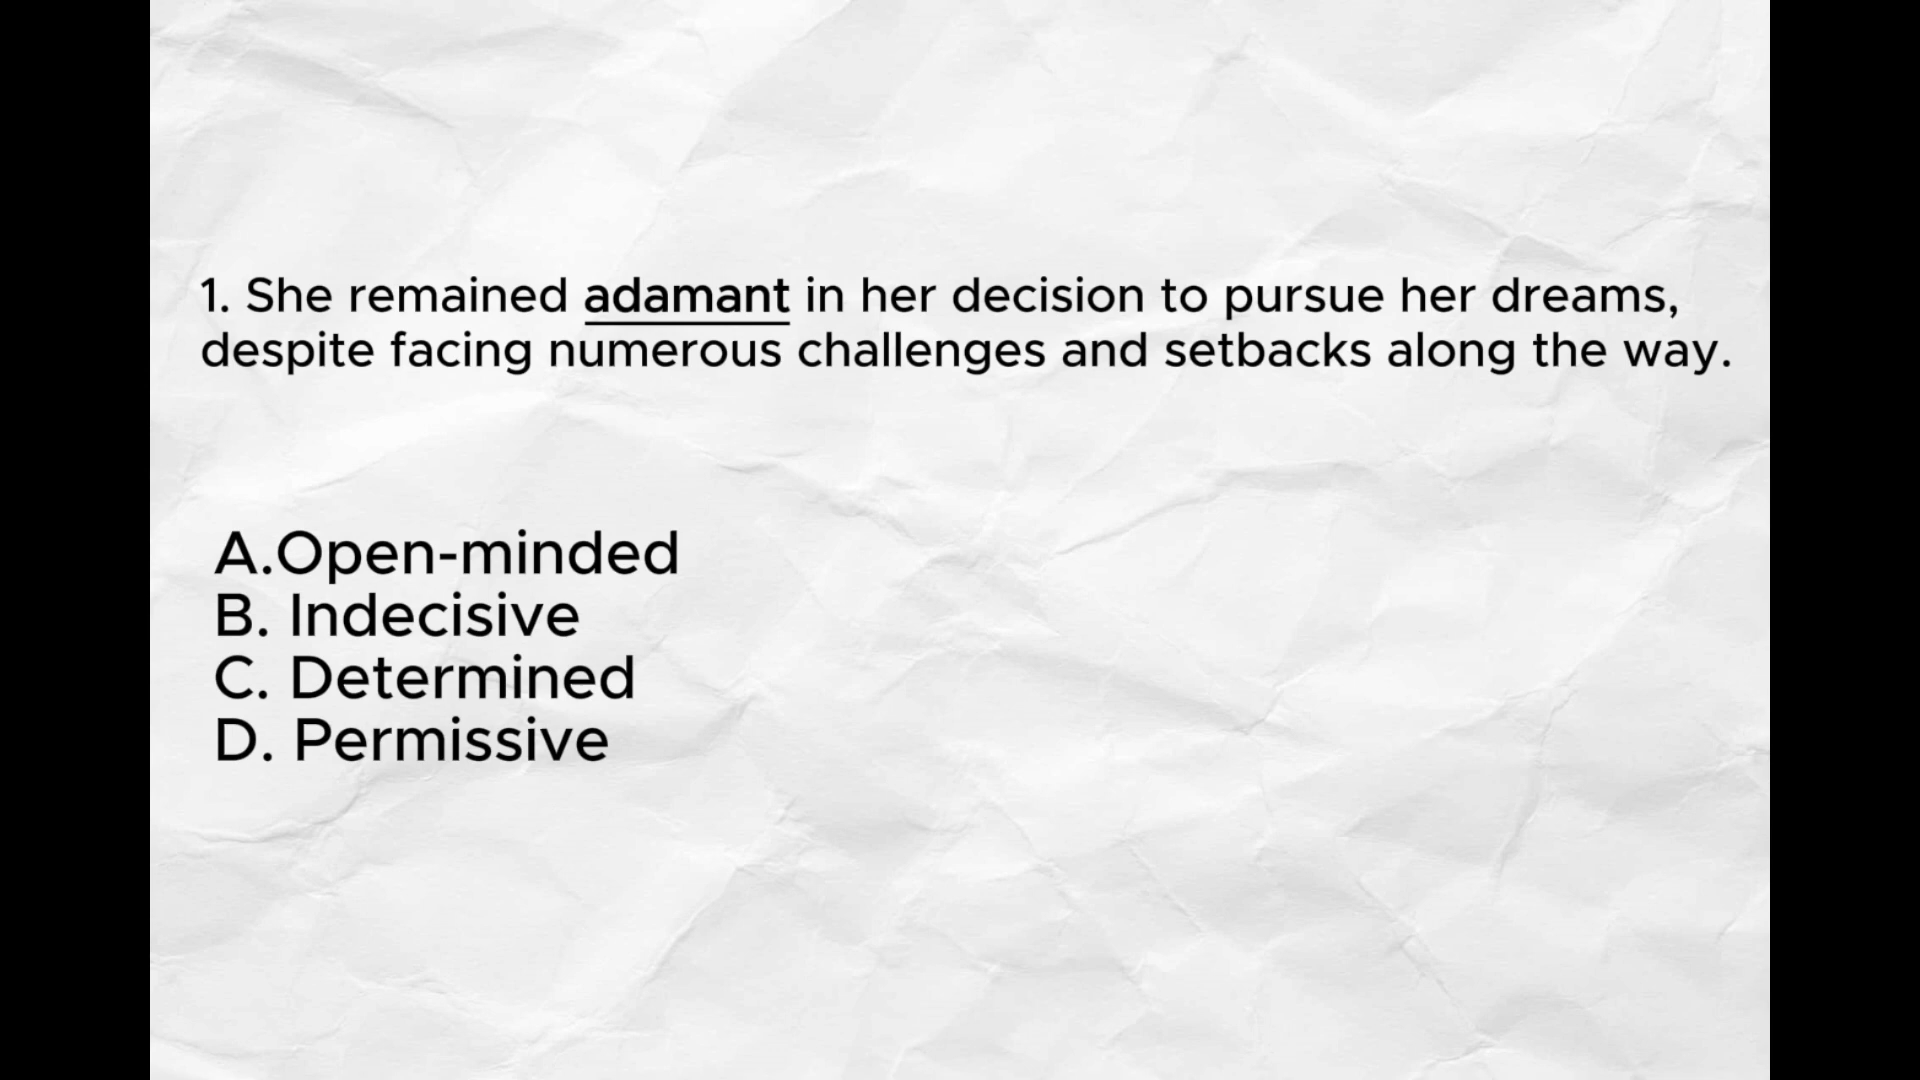 1. She remained adamant in her decision to pursue her dreams,
despite facing numerous challenges and setbacks along the way.
A.Open-minded
B. Indecisive
C. Determined
D. Permissive